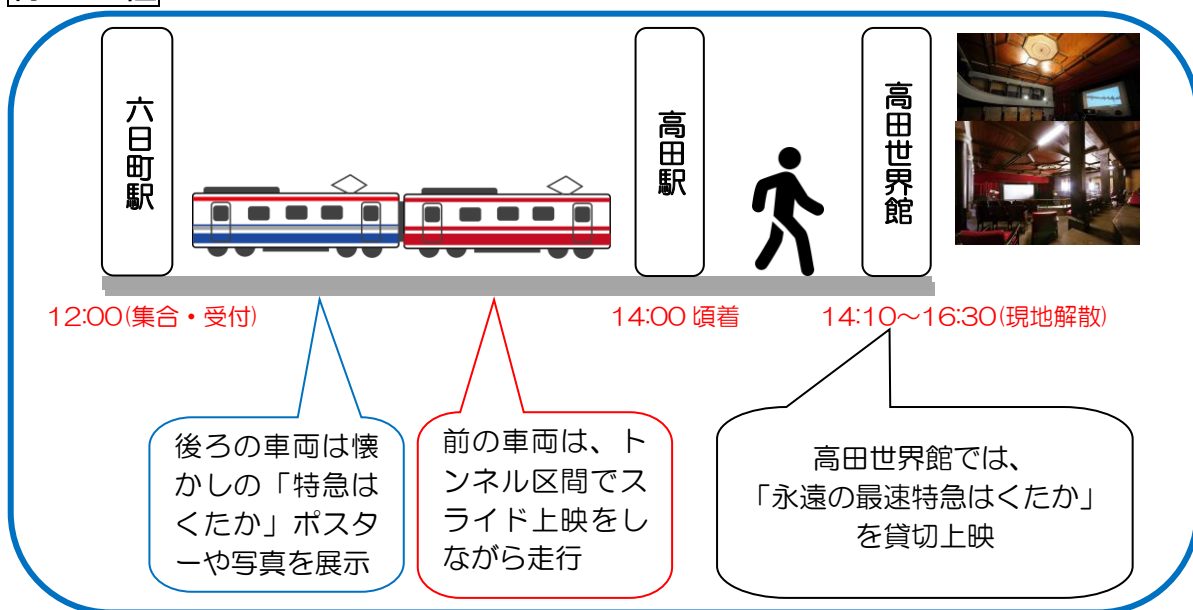 六日町駅
高田駅
高田世界館
12:00(集合・受付)
14:00 頃着
14:10～16:30(現地解散)
後ろの車両は懐
かしの「特急は
くたか」ポスタ
ーや写真を展示
前の車両は、ト
ンネル区間でス
ライド上映をし
ながら走行
高田世界館では、
「永遠の最速特急はくたか」
を貸切上映